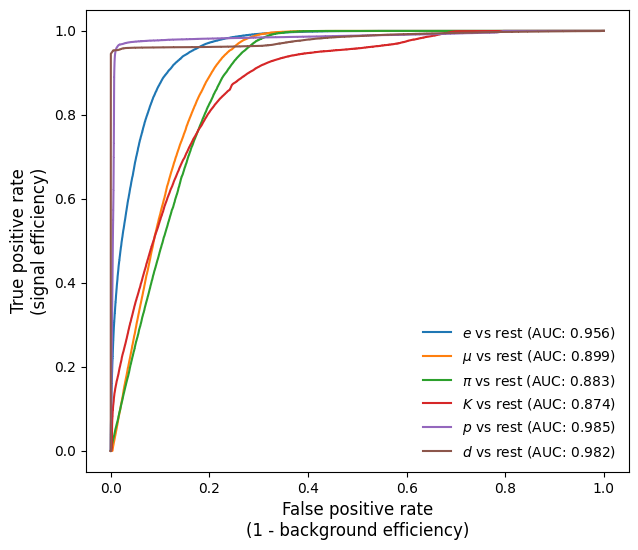 True positive rate
(signal efficiency)
1.0
0.8
0.6
0.4
0.2
0.0
e vs rest (AUC: 0.956)
μ vs rest (AUC: 0.899)
π vs rest (AUC: 0.883)
K vs rest (AUC: 0.874)
p vs rest (AUC: 0.985)
d vs rest (AUC: 0.982)
0.0 0.2 0.4 0.6 0.8 1.0
False positive rate
(1 - background efficiency)